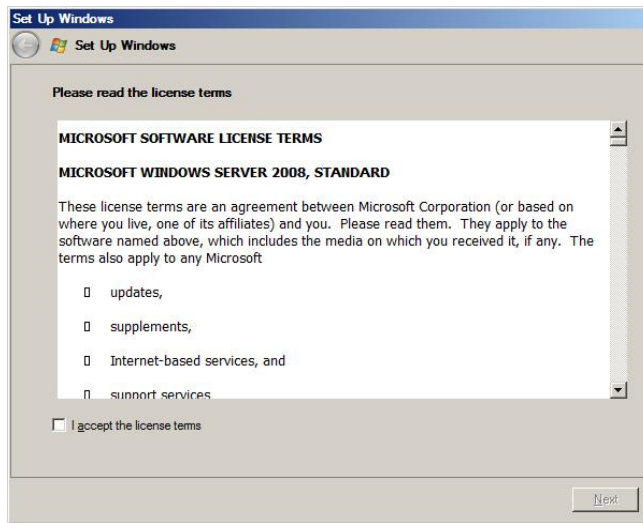 Set Up Windows
Set Up Windows
Please read the license terms
MICROSOFT SOFTWARE LICENSE TERMS
MICROSOFT WINDOWS SERVER 2008, STANDARD
These license terms are an agreement between Microsoft Corporation (or based on
where you live, one of its affiliates) and you. Please read them. They apply to the
software named above, which includes the media on which you received it, if any. The
terms also apply to any Microsoft
updates,
supplements,
Internet-based services, and
support services
I accept the license terms
Next